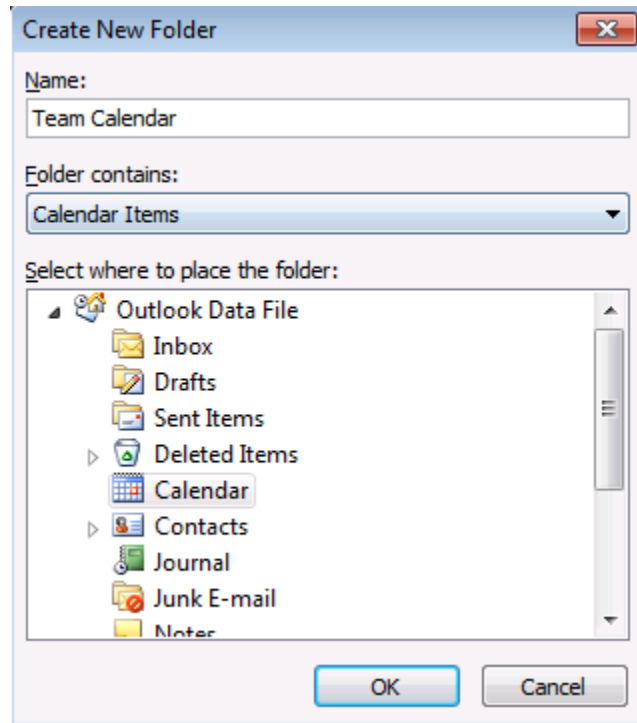 Create New Folder
Name:
Team Calendar
Folder contains:
Calendar Items
Select where to place the folder:
Outlook Data File
Inbox
Drafts
Sent Items
Deleted Items
Calendar
Contacts
Journal
Junk E-mail
Notes
OK Cancel